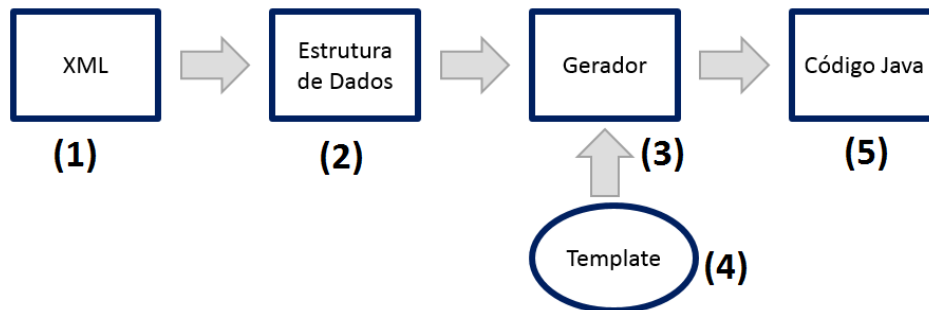 XML
Estrutura
de Dados
Gerador
Código Java
(1)
(2)
(3)
(5)
Template
(4)